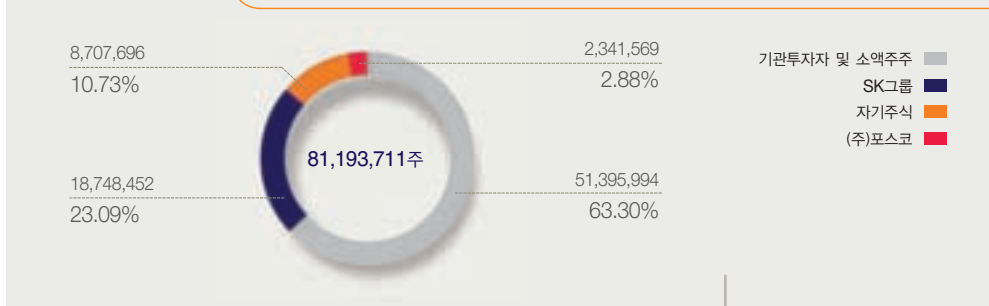 8,707,696
10.73%
2,341,569
2.88%
81,193,711주
18,748,452
23.09%
51,395,994
63.30%
기관투자자 및 소액주주
SK그룹
자기주식
(주)포스코